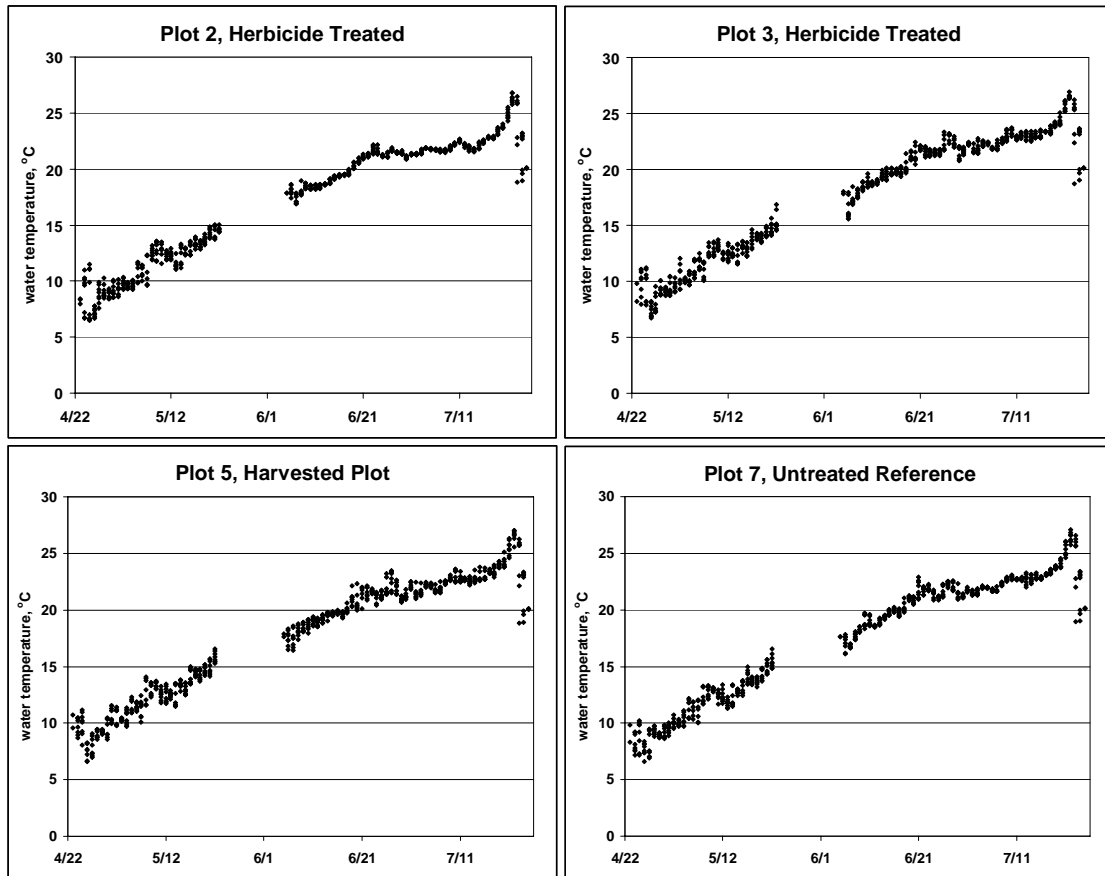 Plot 2, Herbicide Treated
water temperature, °C
30
25
20
15
10
5
0
4/22 5/12 6/1 6/21 7/11
Plot 3, Herbicide Treated
water temperature, °C
30
25
20
15
10
5
0
4/22 5/12 6/1 6/21 7/11
Plot 5, Harvested Plot
water temperature, °C
30
25
20
15
10
5
0
4/22 5/12 6/1 6/21 7/11
Plot 7, Untreated Reference
water temperature, °C
30
25
20
15
10
5
0
4/22 5/12 6/1 6/21 7/11